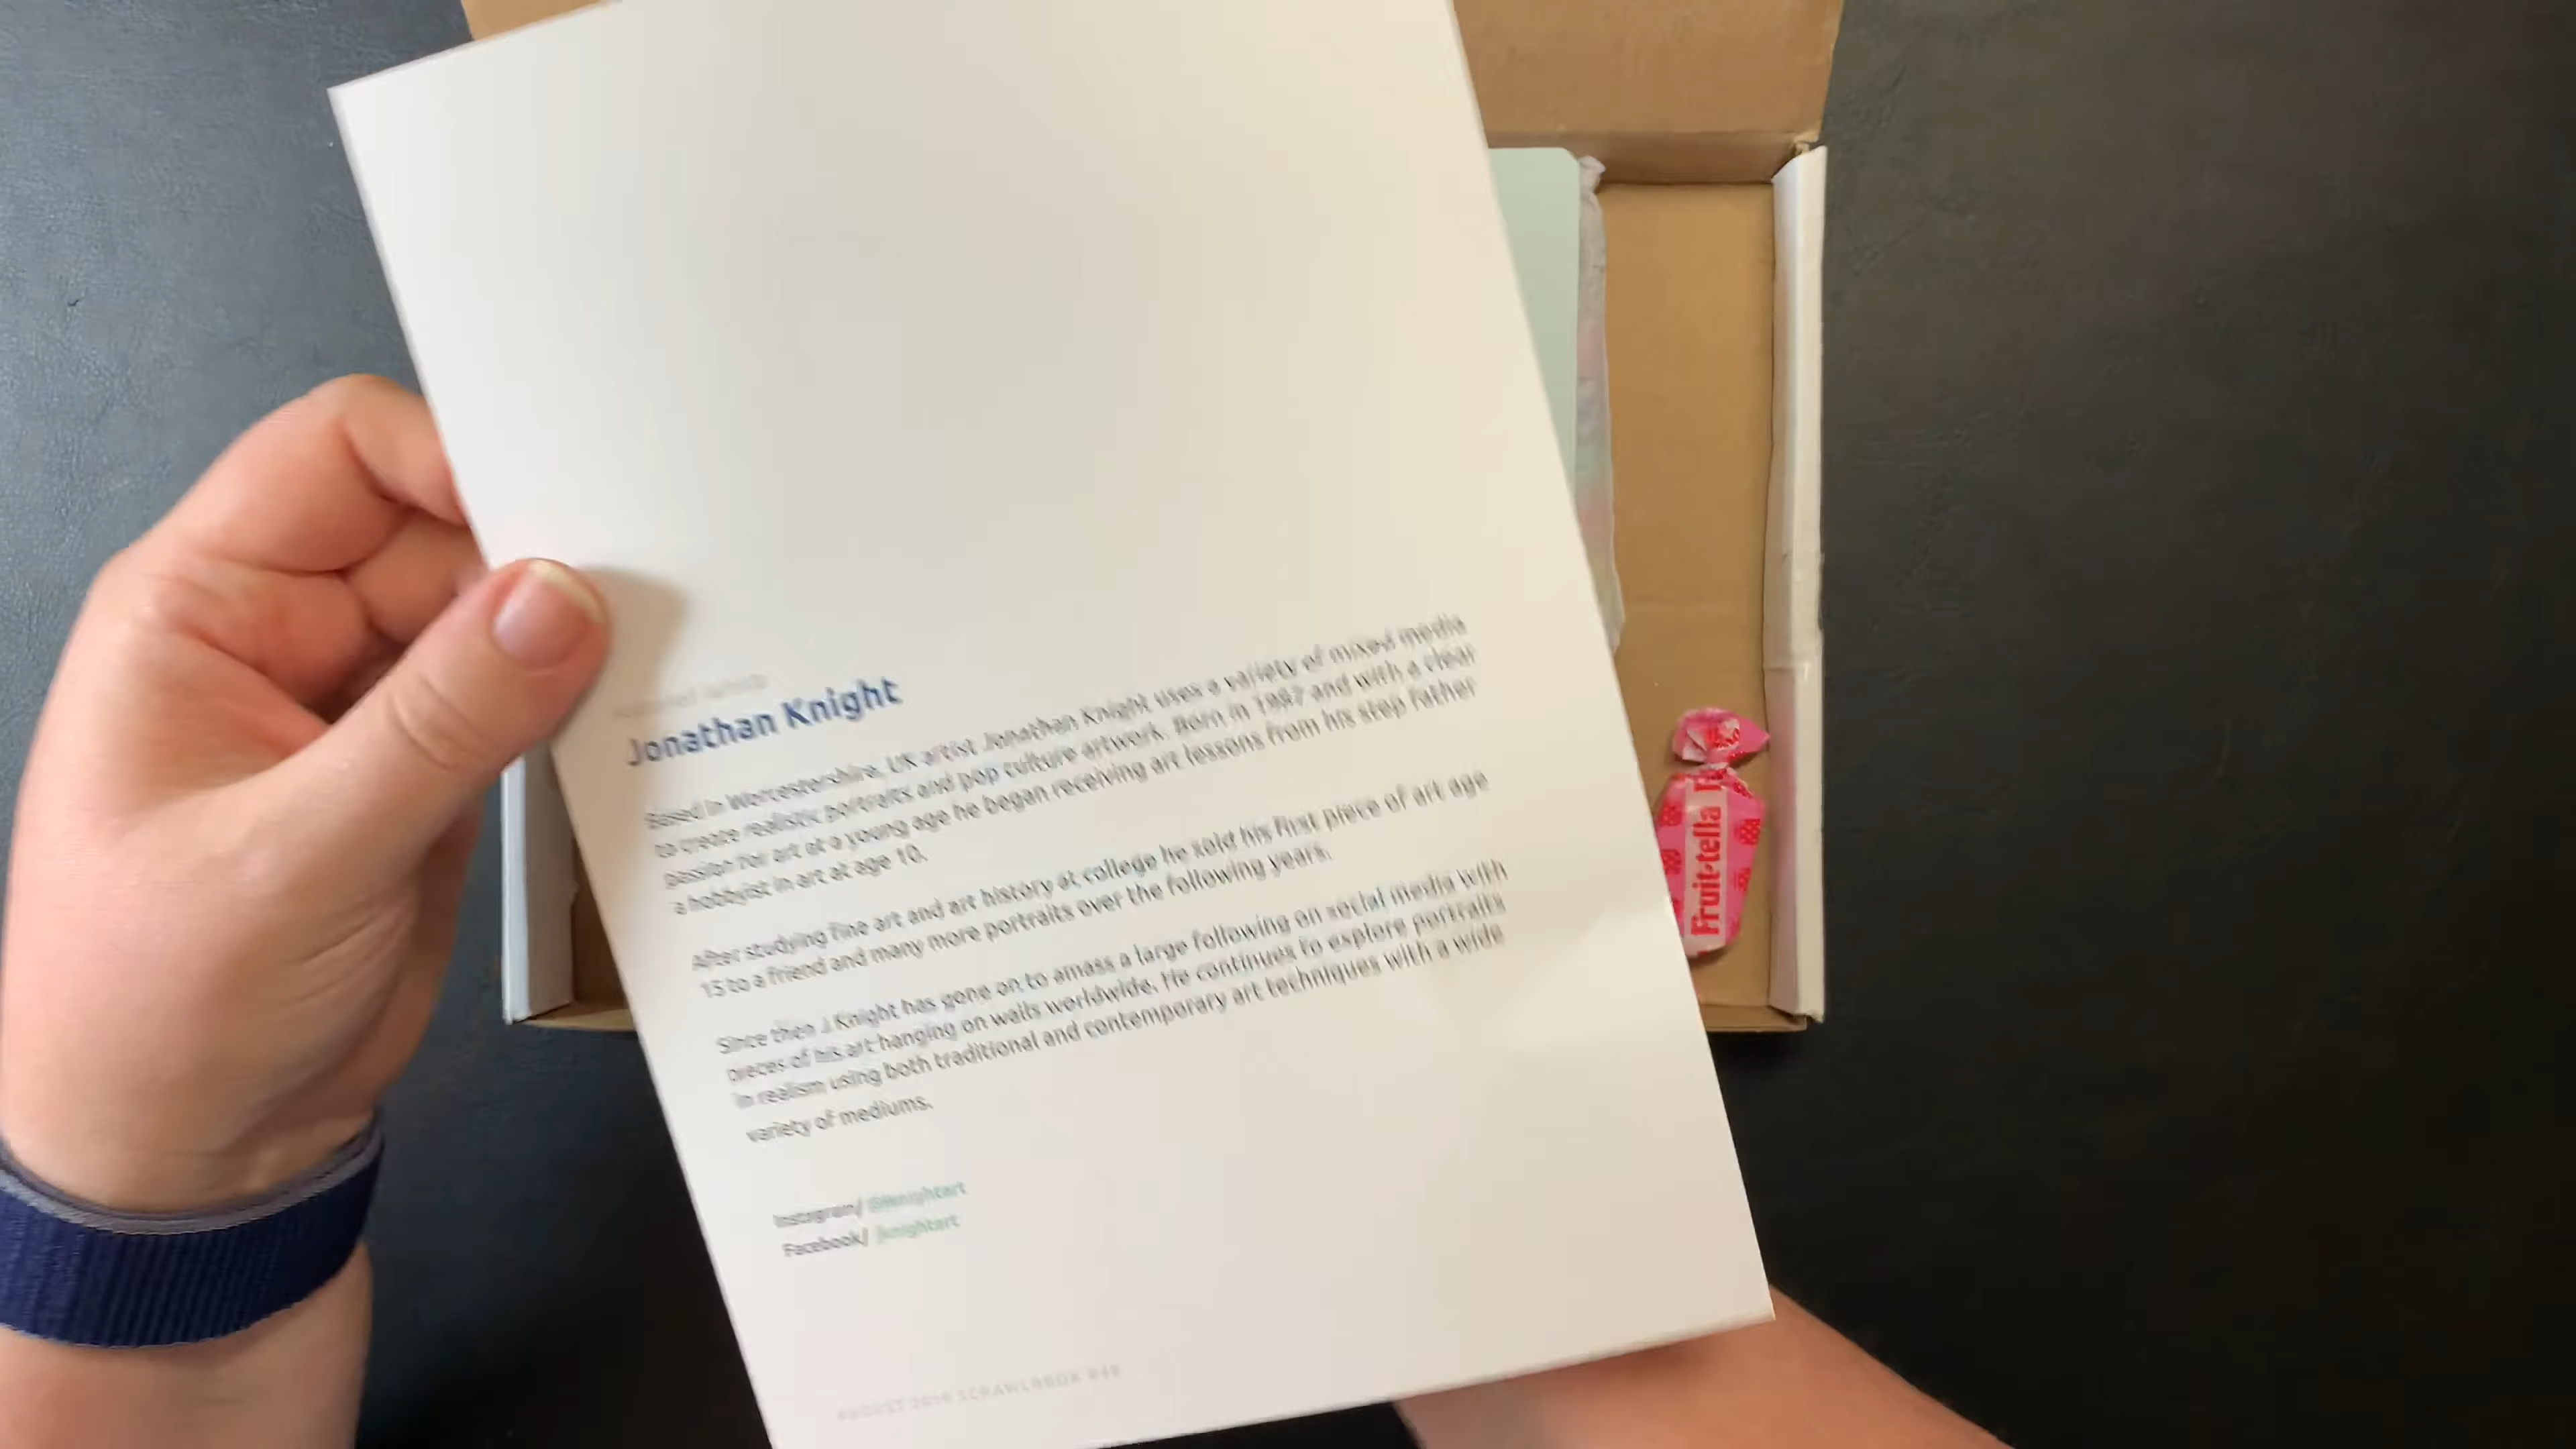 Jonathan Knight
Based in Worcestershire, UK artist Jonathan Knight uses a variety of mixed media
to create realistic portraits and pop culture artwork. Born in 1987 and with a clear
passion for art at a young age he began receiving art lessons from his step father
a hobbyist in art at age 10.
After studying fine art and art history at college he sold his first piece of art age
15 to a friend and many more portraits over the following years.
Since then J Knight has gone on to amass a large following on social media with
pieces of his art hanging on walls worldwide. He continues to explore portraits
in realism using both traditional and contemporary art techniques with a wide
variety of mediums.
Instagram/
Facebook/ jknightart
AUGUST SCRAWLRBOX
Fruit-tella